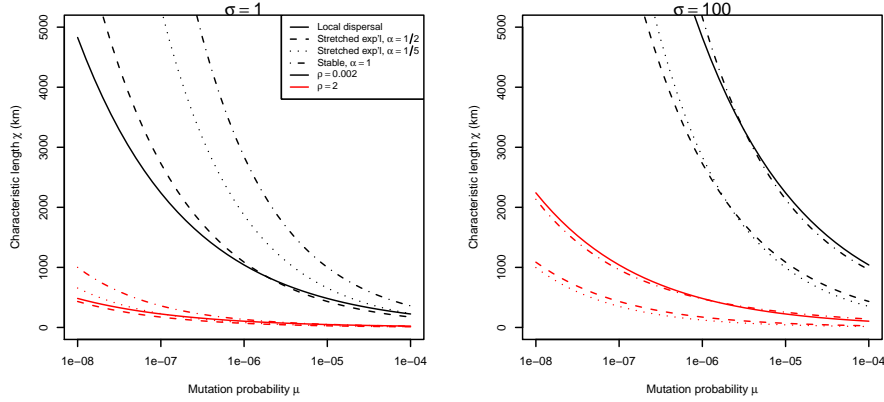 σ = 1
Characteristic length χ (km)
5000
4000
3000
2000
1000
0
Local dispersal
Stretched exp'l, α = 1/2
Stretched exp'l, α = 1/5
Stable, α = 1
ρ = 0.002
ρ = 2
1e−08
1e−07
1e−06
1e−05
1e−04
Mutation probability μ
σ = 100
Characteristic length χ (km)
5000
4000
3000
2000
1000
0
1e−08
1e−07
1e−06
1e−05
1e−04
Mutation probability μ